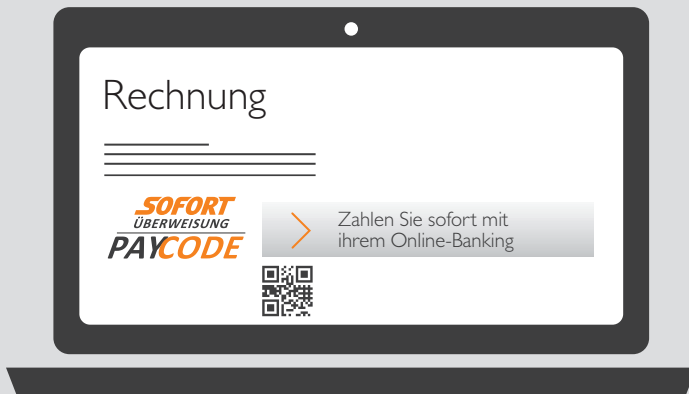 Rechnung
SOFORT
ÜBERWEISUNG
PAYCODE
Zahlen Sie sofort mit
ihrem Online-Banking